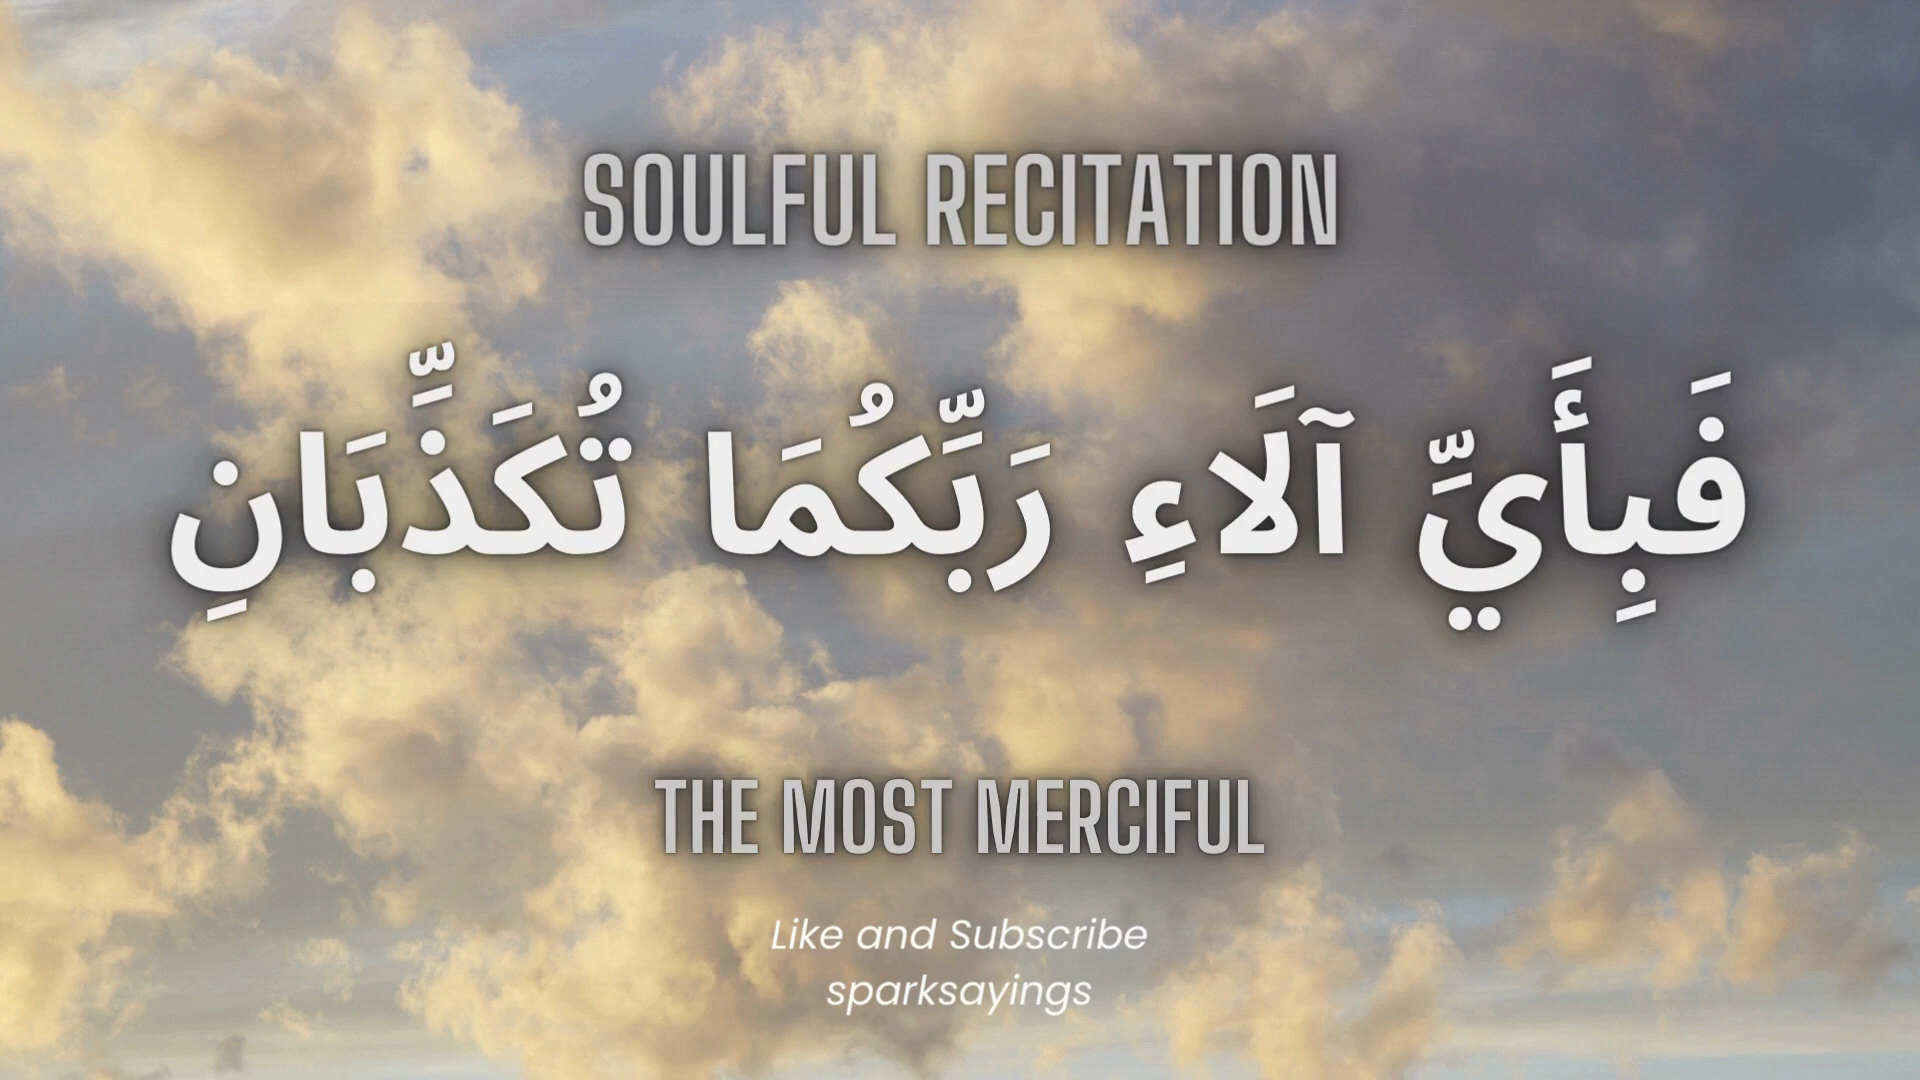 SOULFUL RECITATION
فَبِأَيِّ آلَاءِ رَبِّكُمَا تُكَذِّبَانِ
THE MOST MERCIFUL
Like and Subscribe
sparksayings